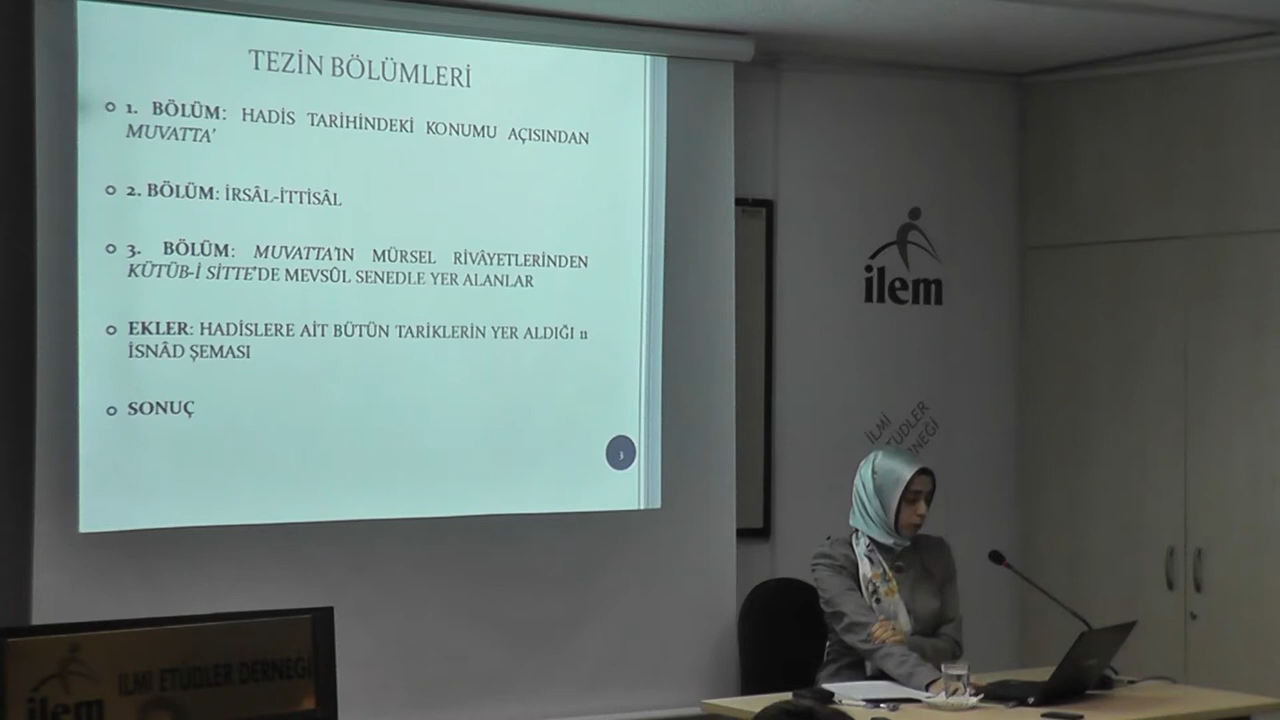 TEZİN BÖLÜMLERİ
1. BÖLÜM: HADİS TARİHİNDEKİ KONUMU AÇISINDAN
MUVATTA'
2. BÖLÜM: İRSÂL-İTTİSÂL
3. BÖLÜM: MUVATTA'IN MÜRSEL RİVÂYETLERİNDEN
KÜTÜB-İ SİTTE'DE MEVSÛL SENEDLE YER ALANLAR
EKLER: HADİSLERE AİT BÜTÜN TARİKLERİN YER ALDIĞI 11
İSNÂD ŞEMASI
SONUÇ
3
ilem
İLMİ
ETÜDLER
DERNEĞİ
ilem
İLMİ ETÜDLER DERNEĞİ